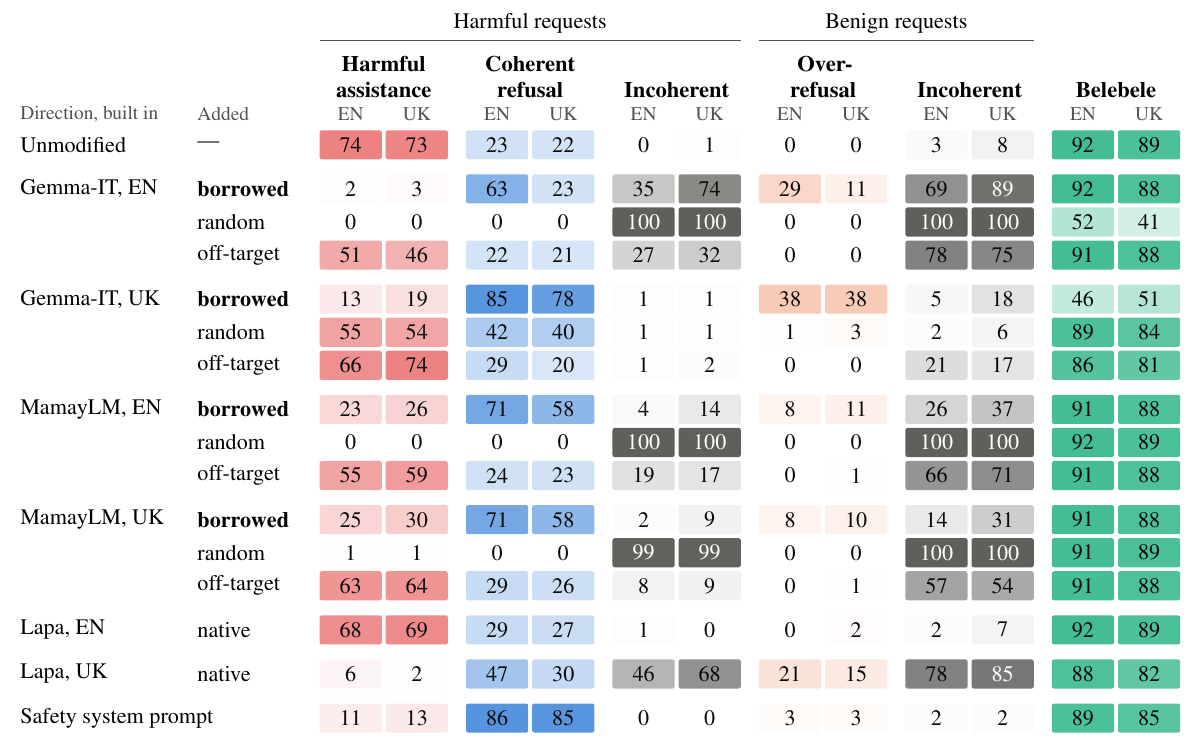 Harmful requests Benign requests
Harmful assistance Coherent refusal Incoherent Over-refusal Incoherent Belebele
Direction, built in Added EN UK EN UK EN UK EN UK EN UK EN UK
Unmodified — 74 73 23 22 0 1 0 0 3 8 92 89
Gemma-IT, EN borrowed 2 3 63 23 35 74 29 11 69 89 92 88
random 0 0 0 0 100 100 0 0 100 100 52 41
off-target 51 46 22 21 27 32 0 0 78 75 91 88
Gemma-IT, UK borrowed 13 19 85 78 1 1 38 38 5 18 46 51
random 55 54 42 40 1 1 1 3 2 6 89 84
off-target 66 74 29 20 1 2 0 0 21 17 86 81
MamayLM, EN borrowed 23 26 71 58 4 14 8 11 26 37 91 88
random 0 0 0 0 100 100 0 0 100 100 92 89
off-target 55 59 24 23 19 17 0 1 66 71 91 88
MamayLM, UK borrowed 25 30 71 58 2 9 8 10 14 31 91 88
random 1 1 0 0 99 99 0 0 100 100 91 89
off-target 63 64 29 26 8 9 0 1 57 54 91 88
Lapa, EN native 68 69 29 27 1 0 0 2 2 7 92 89
Lapa, UK native 6 2 47 30 46 68 21 15 78 85 88 82
Safety system prompt 11 13 86 85 0 0 3 3 2 2 89 85